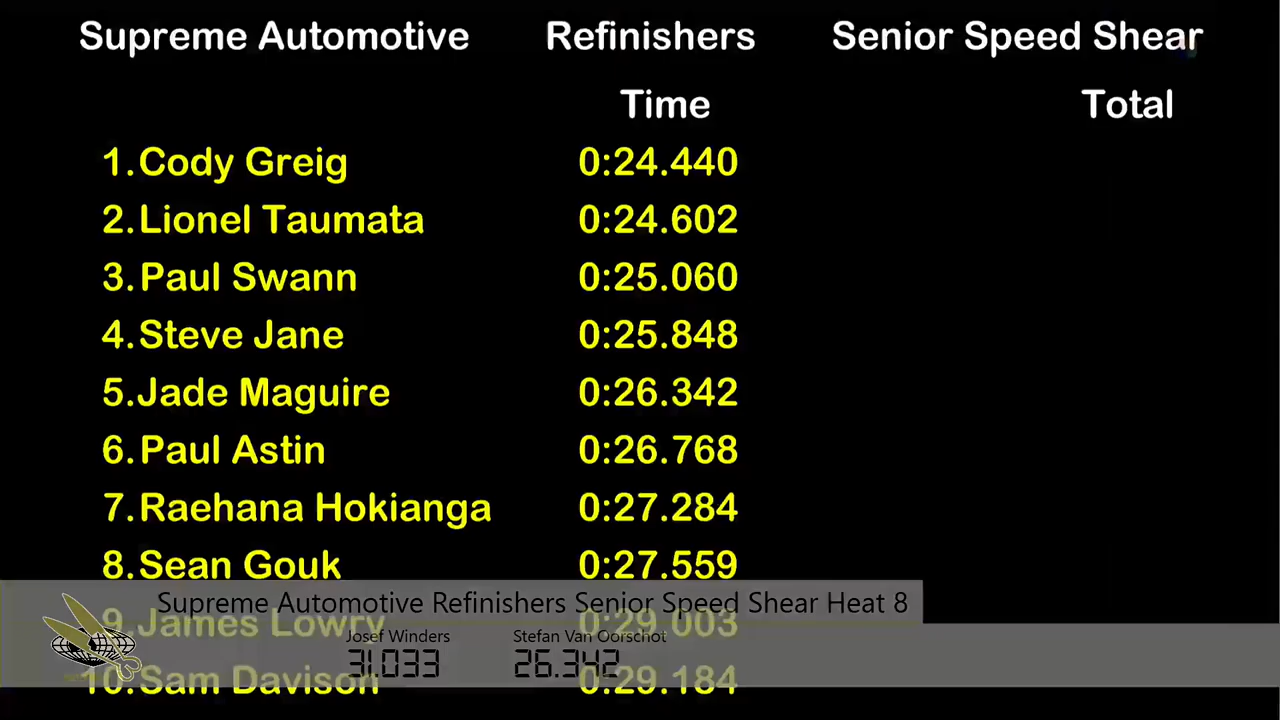 Supreme Automotive Refinishers Senior Speed Shear
Time Total
1.Cody Greig 0:24.440
2.Lionel Taumata 0:24.602
3.Paul Swann 0:25.060
4.Steve Jane 0:25.848
5.Jade Maguire 0:26.342
6.Paul Astin 0:26.768
7.Raehana Hokianga 0:27.284
8.Sean Gouk 0:27.559
Supreme Automotive Refinishers Senior Speed Shear Heat 8
9.James Lowry 0:29.003
Josef Winders Stefan Van Oorschot
31.033 26.342
10.Sam Davison 0:29.184